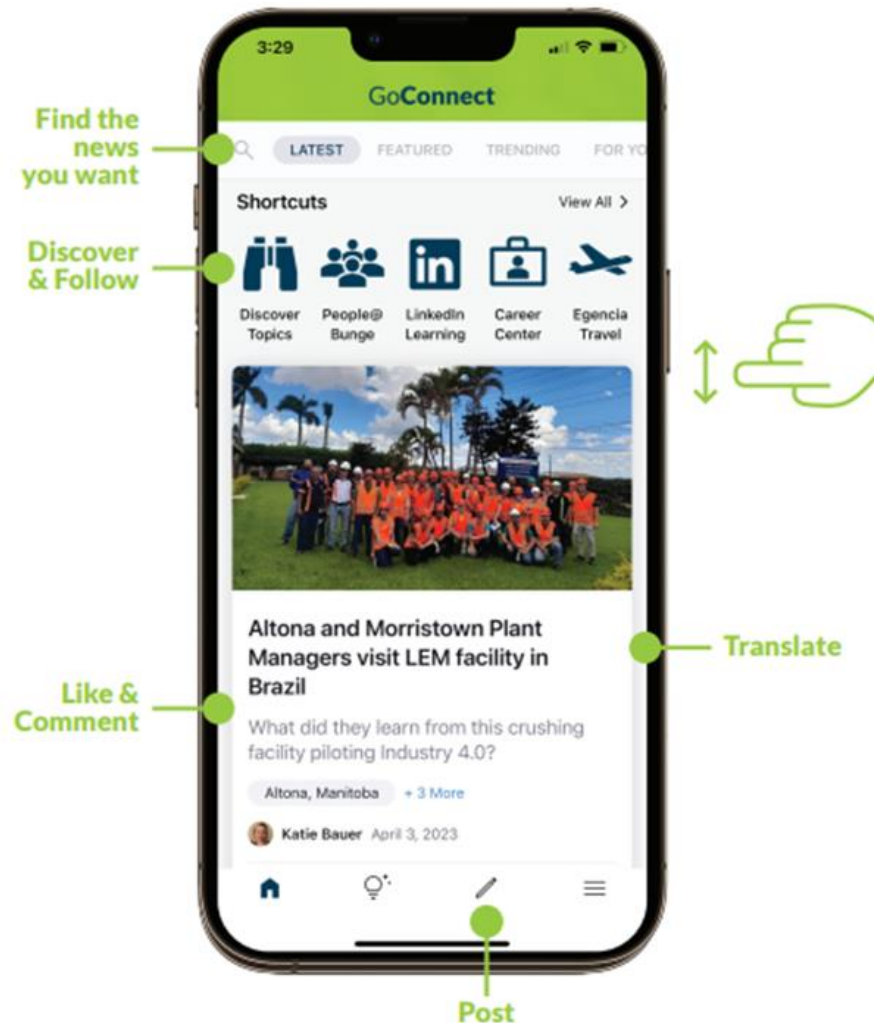 3:29
GoConnect
Find the
news
you want
LATEST FEATURED TRENDING FOR YO
Shortcuts View All >
Discover
& Follow
in
Discover People@ LinkedIn Career Egencia
Topics Bunge Learning Center Travel
Altona and Morristown Plant
Managers visit LEM facility in
Brazil
Translate
Like &
Comment
What did they learn from this crushing
facility piloting Industry 4.0?
Altona, Manitoba + 3 More
Katie Bauer April 3, 2023
Post